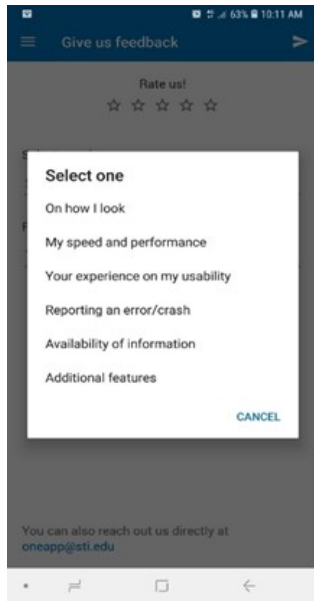 63% 10:11 AM
Give us feedback
Rate us!
Select one
On how I look
My speed and performance
Your experience on my usability
Reporting an error/crash
Availability of information
Additional features
CANCEL
You can also reach out us directly at
oneapp@sti.edu